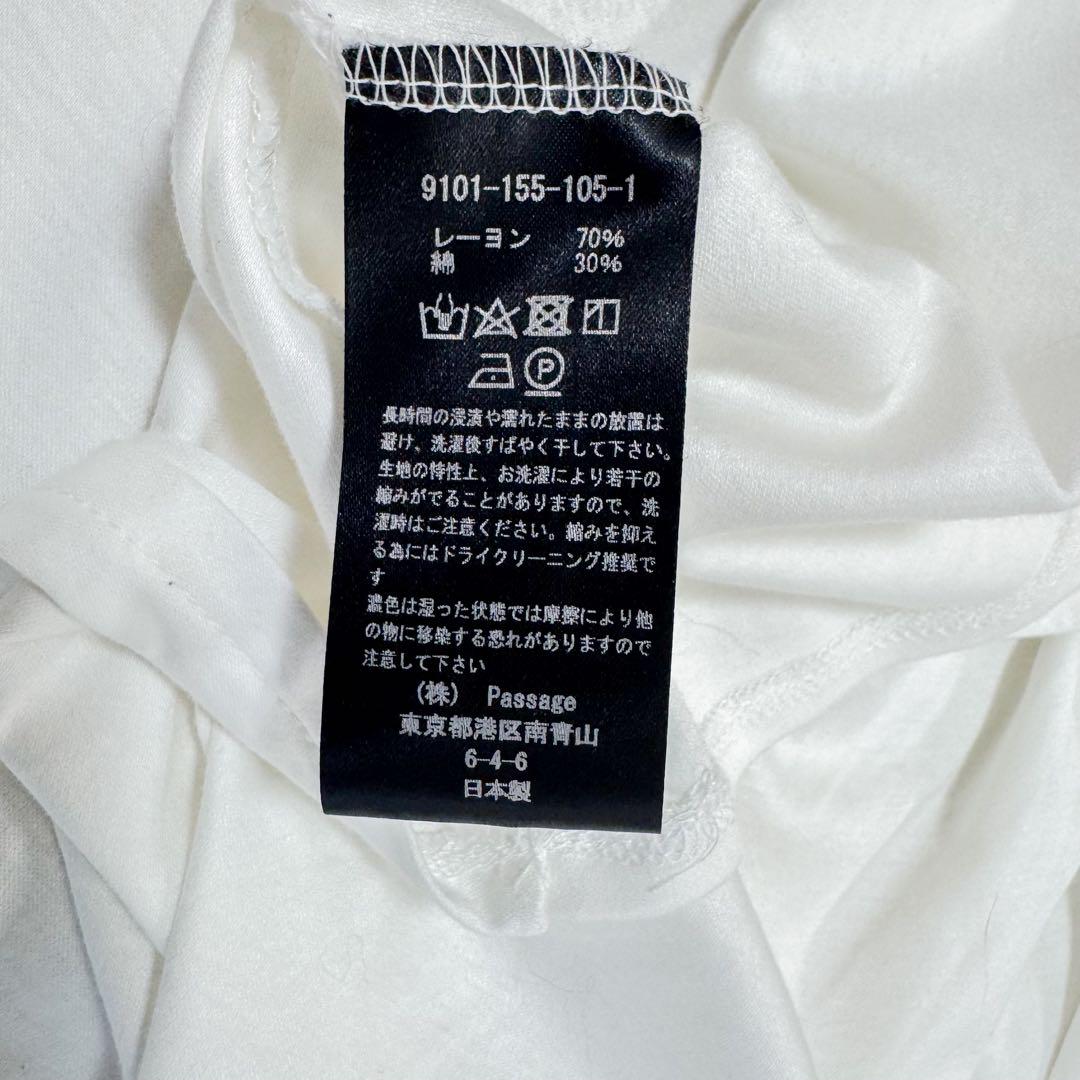 9101-155-105-1
レーヨン 70%
綿 30%
P
長時間の浸漬や濡れたままの放置は
避け、洗濯後すばやく干して下さい。
生地の特性上、お洗濯により若干の
縮みがでることがありますので、洗
濯時はご注意ください。縮みを抑え
る為にはドライクリーニング推奨で
す
濃色は湿った状態では摩擦により他
の物に移染する恐れがありますので
注意して下さい
(株) Passage
東京都港区南青山
6-4-6
日本製